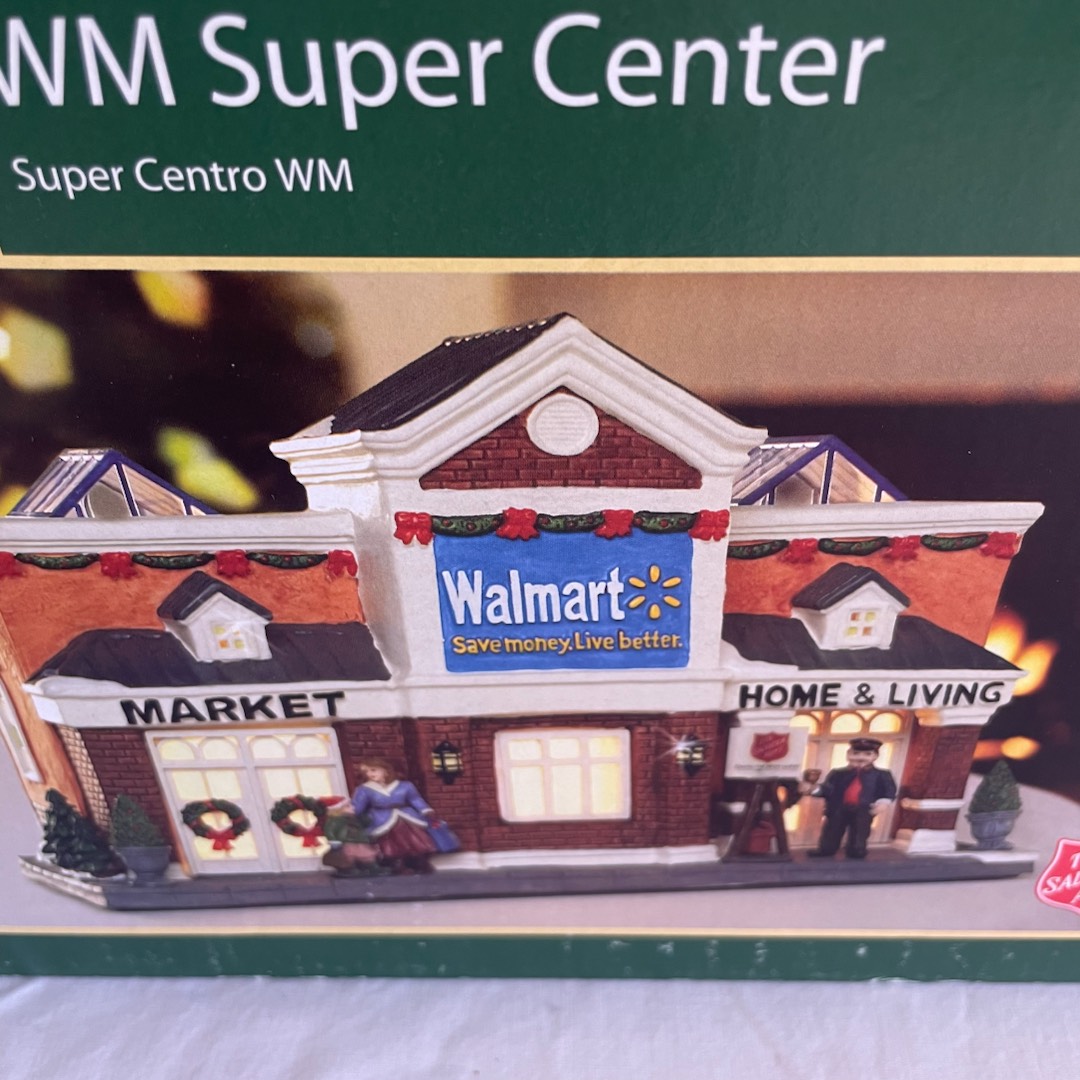 WM Super Center
Super Centro WM
Walmart
Save money. Live better.
MARKET
HOME & LIVING